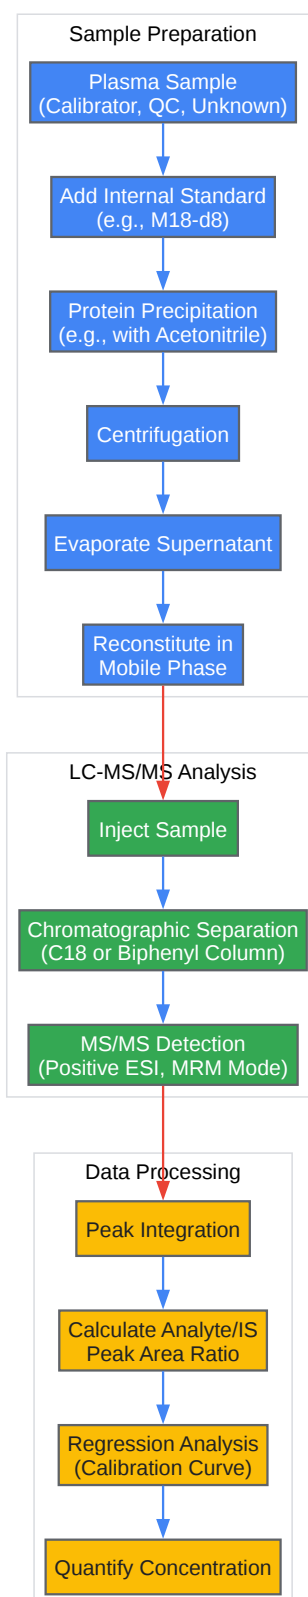 Sample Preparation
Plasma Sample
(Calibrator, QC, Unknown)
Add Internal Standard
(e.g., M18-d8)
Protein Precipitation
(e.g., with Acetonitrile)
Centrifugation
Evaporate Supernatant
Reconstitute in
Mobile Phase
LC-MS/MS Analysis
Inject Sample
Chromatographic Separation
(C18 or Biphenyl Column)
MS/MS Detection
(Positive ESI, MRM Mode)
Data Processing
Peak Integration
Calculate Analyte/IS
Peak Area Ratio
Regression Analysis
(Calibration Curve)
Quantify Concentration